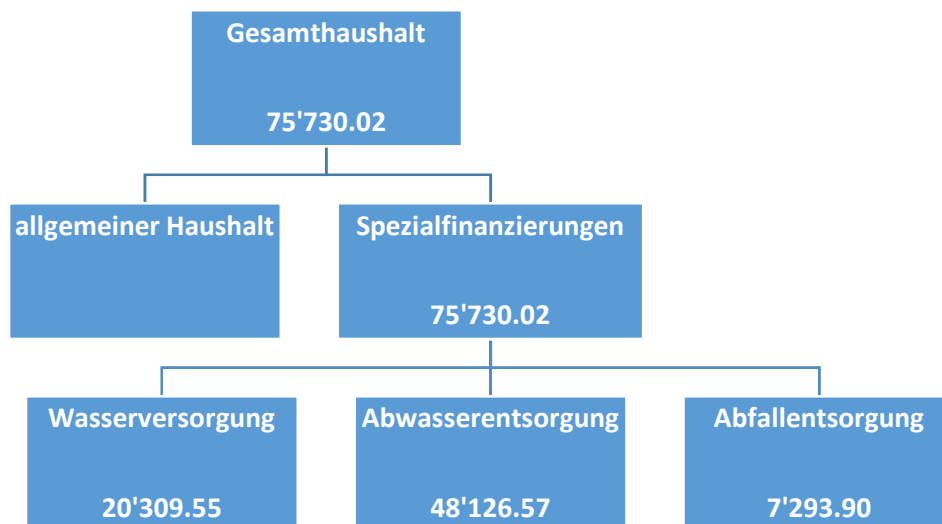 Gesamthaushalt
75'730.02
allgemeiner Haushalt
Spezialfinanzierungen
75'730.02
Wasserversorgung
20'309.55
Abwasserentsorgung
48'126.57
Abfallentsorgung
7'293.90